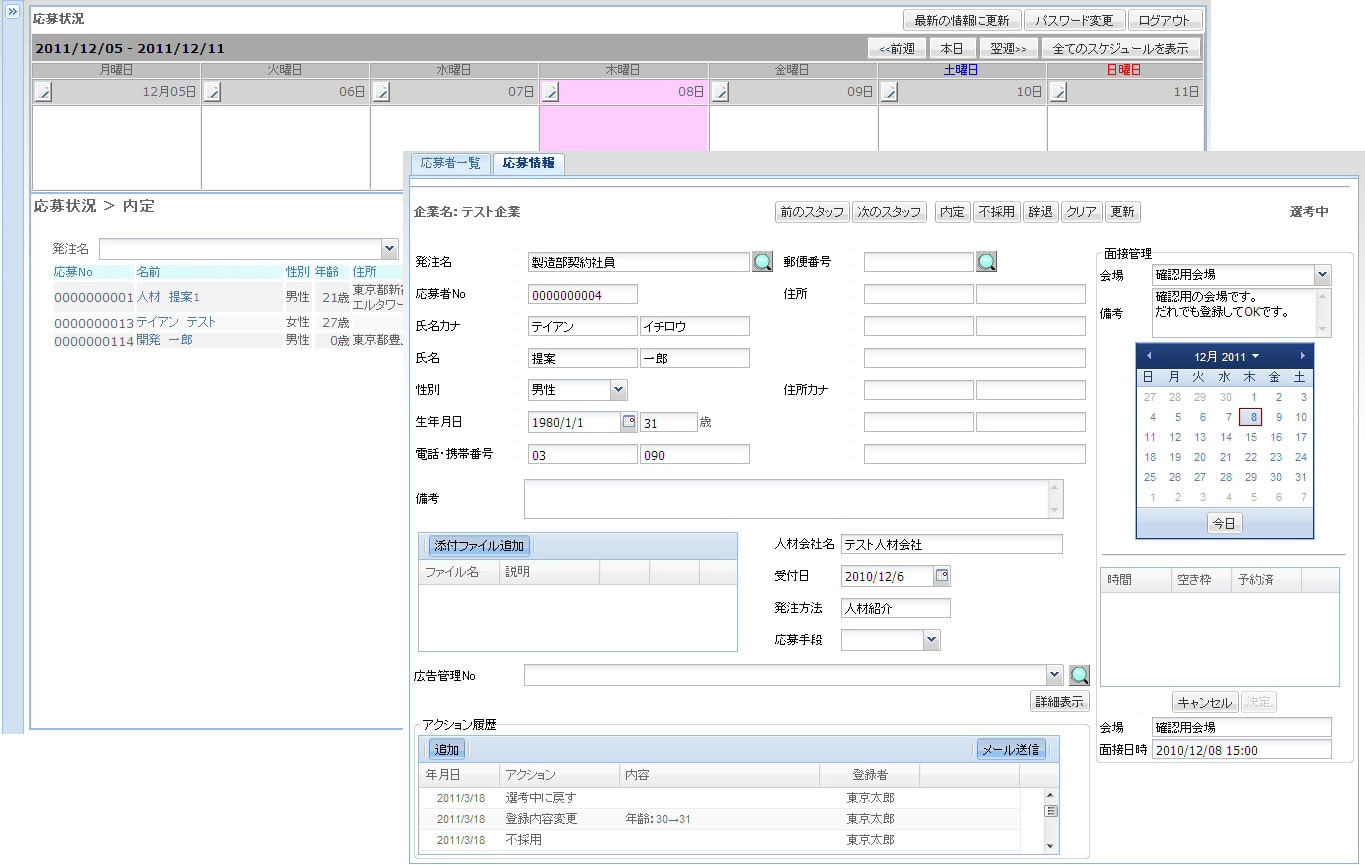 応募状況
最新の情報に更新 パスワード変更 ログアウト
2011/12/05 - 2011/12/11
<<前週 本日 翌週>> 全てのスケジュールを表示
月曜日 火曜日 水曜日 木曜日 金曜日 土曜日 日曜日
12月05日 06日 07日 08日 09日 10日 11日
応募状況 > 内定
発注名
応募No 名前 性別 年齢 住所
0000000001 人材 提案1 男性 21歳 東京都新
エルタワー
0000000013 テイアン テスト 女性 27歳
0000000114 開発 一郎 男性 0歳 東京都豊
応募者一覧 応募情報
企業名: テスト企業
前のスタッフ 次のスタッフ 内定 不採用 辞退 クリア 更新
選考中
発注名 製造部契約社員 郵便番号
応募者No 0000000004 住所
氏名カナ テイアン イチロウ
氏名 提案 一郎
性別 男性 住所カナ
生年月日 1980/1/1 31 歳
電話・携帯番号 03 090
備考
添付ファイル追加
ファイル名 説明
人材会社名 テスト人材会社
受付日 2010/12/6
発注方法 人材紹介
応募手段
広告管理No
詳細表示
アクション履歴
追加 メール送信
年月日 アクション 内容 登録者
2011/3/18 選考中に戻す 東京太郎
2011/3/18 登録内容変更 年齢:30→31 東京太郎
2011/3/18 不採用 東京太郎
面接管理
会場 確認用会場
備考 確認用の会場です。
だれでも登録してOKです。
12月 2011
日 月 火 水 木 金 土
27 28 29 30 1 2 3
4 5 6 7 8 9 10
11 12 13 14 15 16 17
18 19 20 21 22 23 24
25 26 27 28 29 30 31
1 2 3 4 5 6 7
今日
時間 空き枠 予約済
キャンセル 決定
会場 確認用会場
面接日時 2010/12/08 15:00